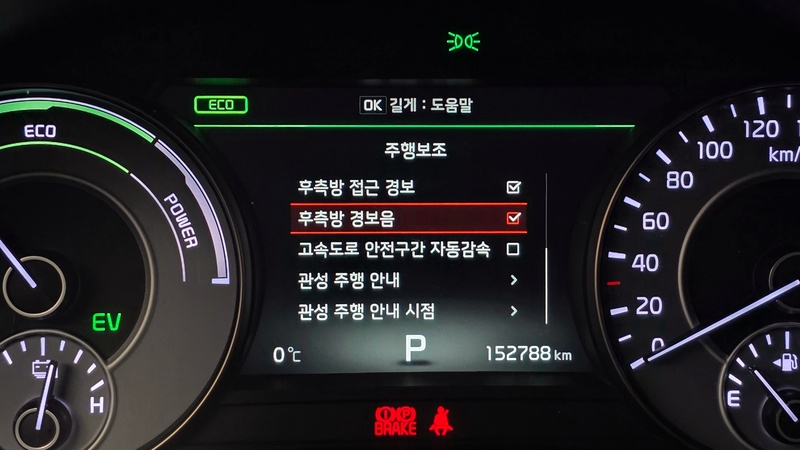 ECO
OK 길게 : 도움말
주행보조
후측방 접근 경보
후측방 경보음
고속도로 안전구간 자동감속
관성 주행 안내
관성 주행 안내 시점
0℃
P
152788 km
ECO
POWER
EV
H
120
100
km/
80
60
40
20
0
E
BRAKE